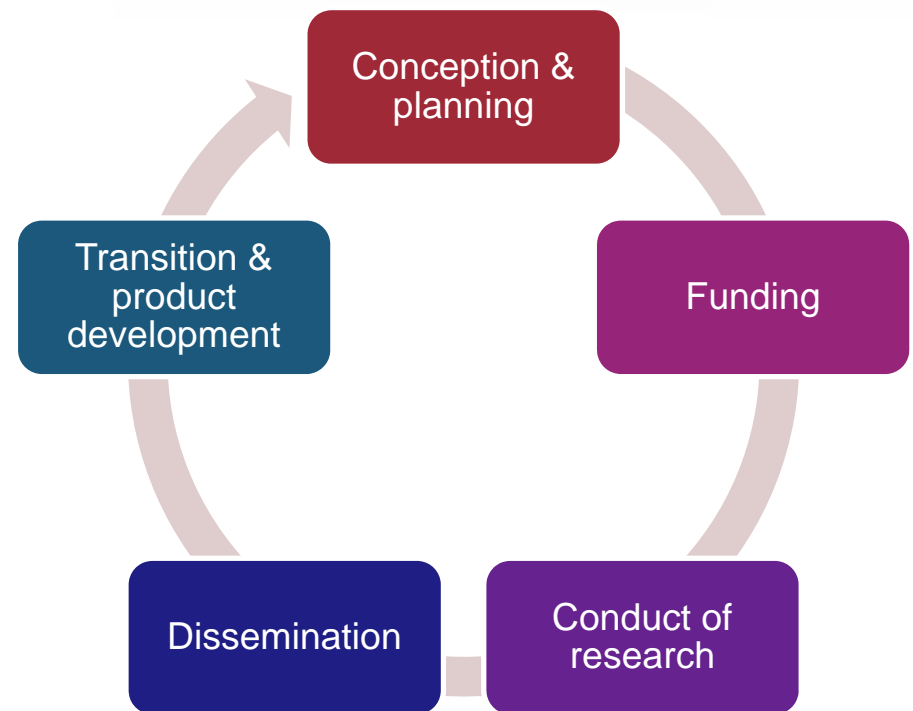 Conception &
planning
Funding
Conduct of
research
Dissemination
Transition &
product
development